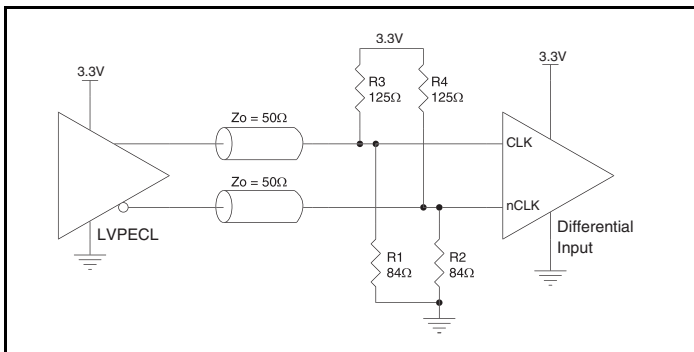 3.3V
3.3V
3.3V
R3
125Ω
R4
125Ω
Zo = 50Ω
CLK
Zo = 50Ω
nCLK
LVPECL
Differential
Input
R1
84Ω
R2
84Ω